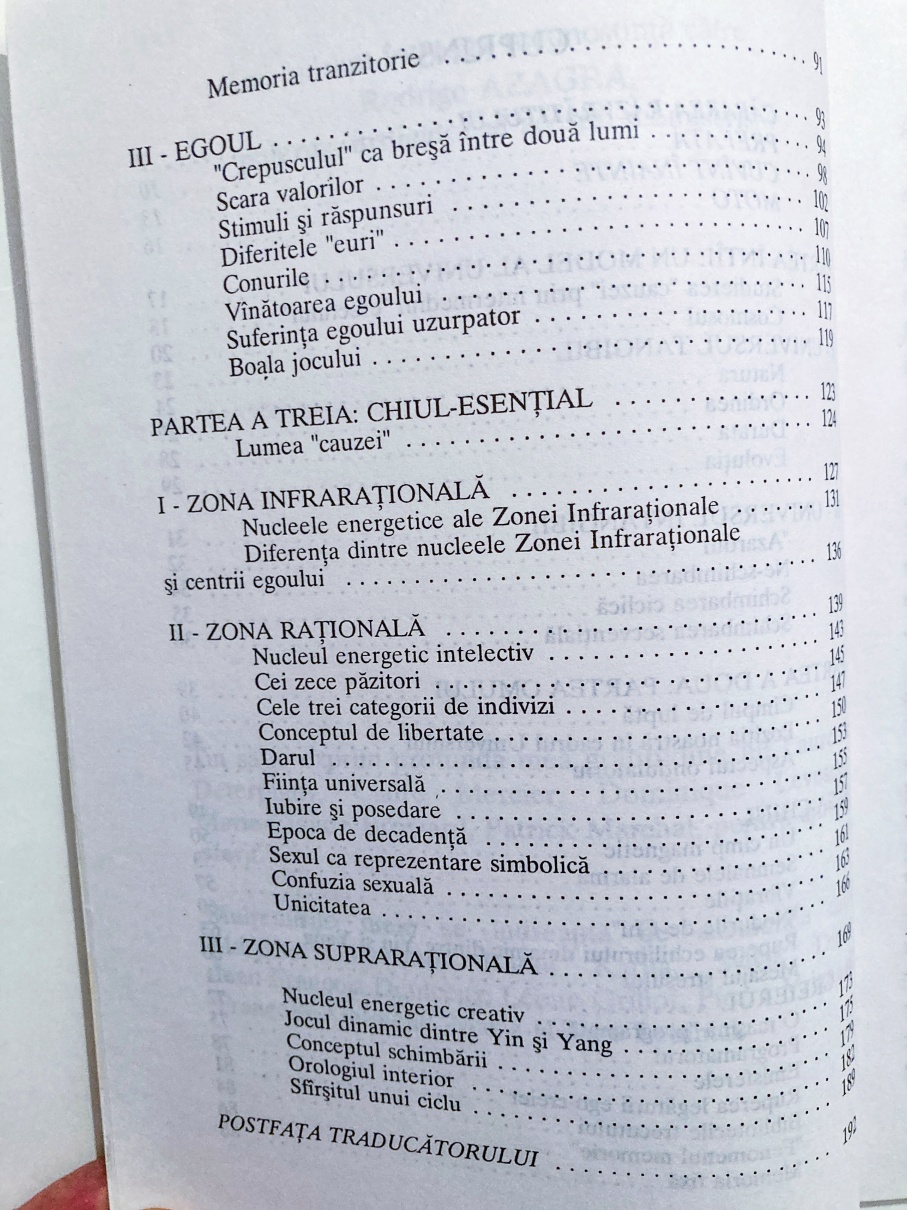 Memoria tranzitorie . . . . . . . . . . . . . . . . . . . . . . . . 91
III - EGOUL . . . . . . . . . . . . . . . . . . . . . . . . . . . . 93
"Crepusculul" ca breşă între două lumi . . . . . . . . . . 94
Scara valorilor . . . . . . . . . . . . . . . . . . . . . . . . 98
Stimuli şi răspunsuri . . . . . . . . . . . . . . . . . . . . 102
Diferitele "euri" . . . . . . . . . . . . . . . . . . . . . . . 107
Conurile . . . . . . . . . . . . . . . . . . . . . . . . . . . . 110
Vînătoarea egoului . . . . . . . . . . . . . . . . . . . . . 115
Suferinţa egoului uzurpator . . . . . . . . . . . . . . . 117
Boala jocului . . . . . . . . . . . . . . . . . . . . . . . . . 119
PARTEA A TREIA: CHIUL-ESENŢIAL . . . . . . . . . . . 123
Lumea "cauzei" . . . . . . . . . . . . . . . . . . . . . . . . 124
I - ZONA INFRARAŢIONALĂ . . . . . . . . . . . . . . . . 127
Nucleele energetice ale Zonei Infraraţionale . . . . . . 131
Diferenţa dintre nucleele Zonei Infraraţionale
şi centrii egoului . . . . . . . . . . . . . . . . . . . . . . . 136
II - ZONA RAŢIONALĂ . . . . . . . . . . . . . . . . . . . . 139
Nucleul energetic intelectiv . . . . . . . . . . . . . . . . 143
Cei zece păzitori . . . . . . . . . . . . . . . . . . . . . . . 145
Cele trei categorii de indivizi . . . . . . . . . . . . . . . 147
Conceptul de libertate . . . . . . . . . . . . . . . . . . . 150
Darul . . . . . . . . . . . . . . . . . . . . . . . . . . . . . . 153
Fiinţa universală . . . . . . . . . . . . . . . . . . . . . . . 155
Iubire şi posedare . . . . . . . . . . . . . . . . . . . . . . 157
Epoca de decadenţă . . . . . . . . . . . . . . . . . . . . . 159
Sexul ca reprezentare simbolică . . . . . . . . . . . . . 161
Confuzia sexuală . . . . . . . . . . . . . . . . . . . . . . . 163
Unicitatea . . . . . . . . . . . . . . . . . . . . . . . . . . . 166
III - ZONA SUPRARAŢIONALĂ . . . . . . . . . . . . . . . 169
Nucleul energetic creativ . . . . . . . . . . . . . . . . . 173
Jocul dinamic dintre Yin şi Yang . . . . . . . . . . . . . 175
Conceptul schimbării . . . . . . . . . . . . . . . . . . . . 179
Orologiul interior . . . . . . . . . . . . . . . . . . . . . . 182
Sfîrşitul unui ciclu . . . . . . . . . . . . . . . . . . . . . 189
POSTFAŢA TRADUCĂTORULUI . . . . . . . . . . . . . . . 192